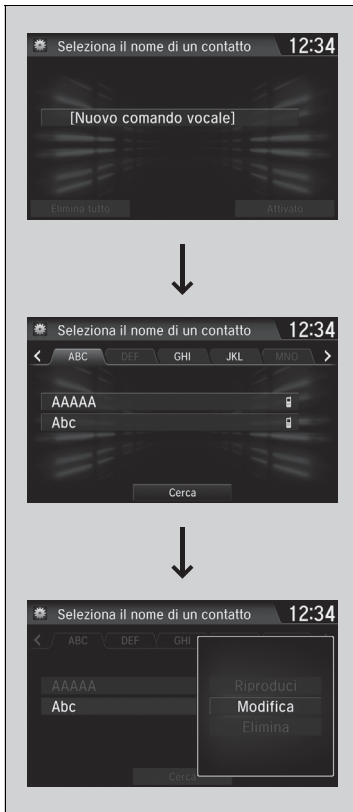 Seleziona il nome di un contatto 12:34
[Nuovo comando vocale]
Elimina tutto Attivato
Seleziona il nome di un contatto 12:34
< ABC DEF GHI JKL MNO >
AAAAA
Abc
Cerca
Seleziona il nome di un contatto 12:34
< ABC DEF GHI
AAAAA
Abc
Riproduci
Modifica
Elimina
Cerca